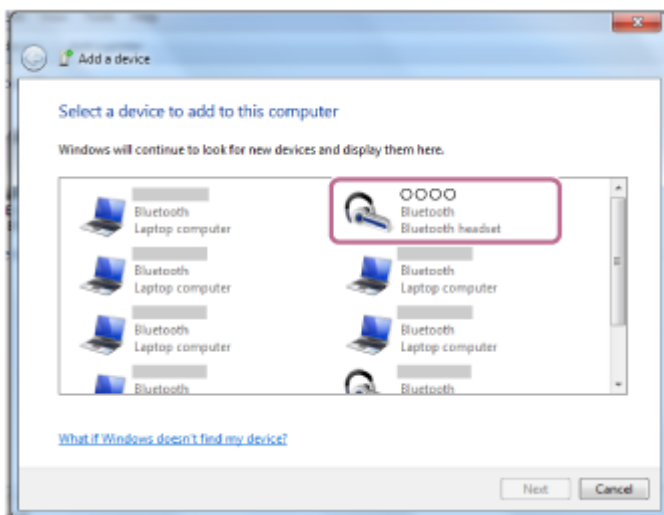 Add a device
Select a device to add to this computer
Windows will continue to look for new devices and display them here.
Bluetooth
Laptop computer
OOOO
Bluetooth
Bluetooth headset
Bluetooth
Laptop computer
Bluetooth
Laptop computer
Bluetooth
Laptop computer
Bluetooth
Laptop computer
Bluetooth
Bluetooth
What if Windows doesn't find my device?
Next
Cancel